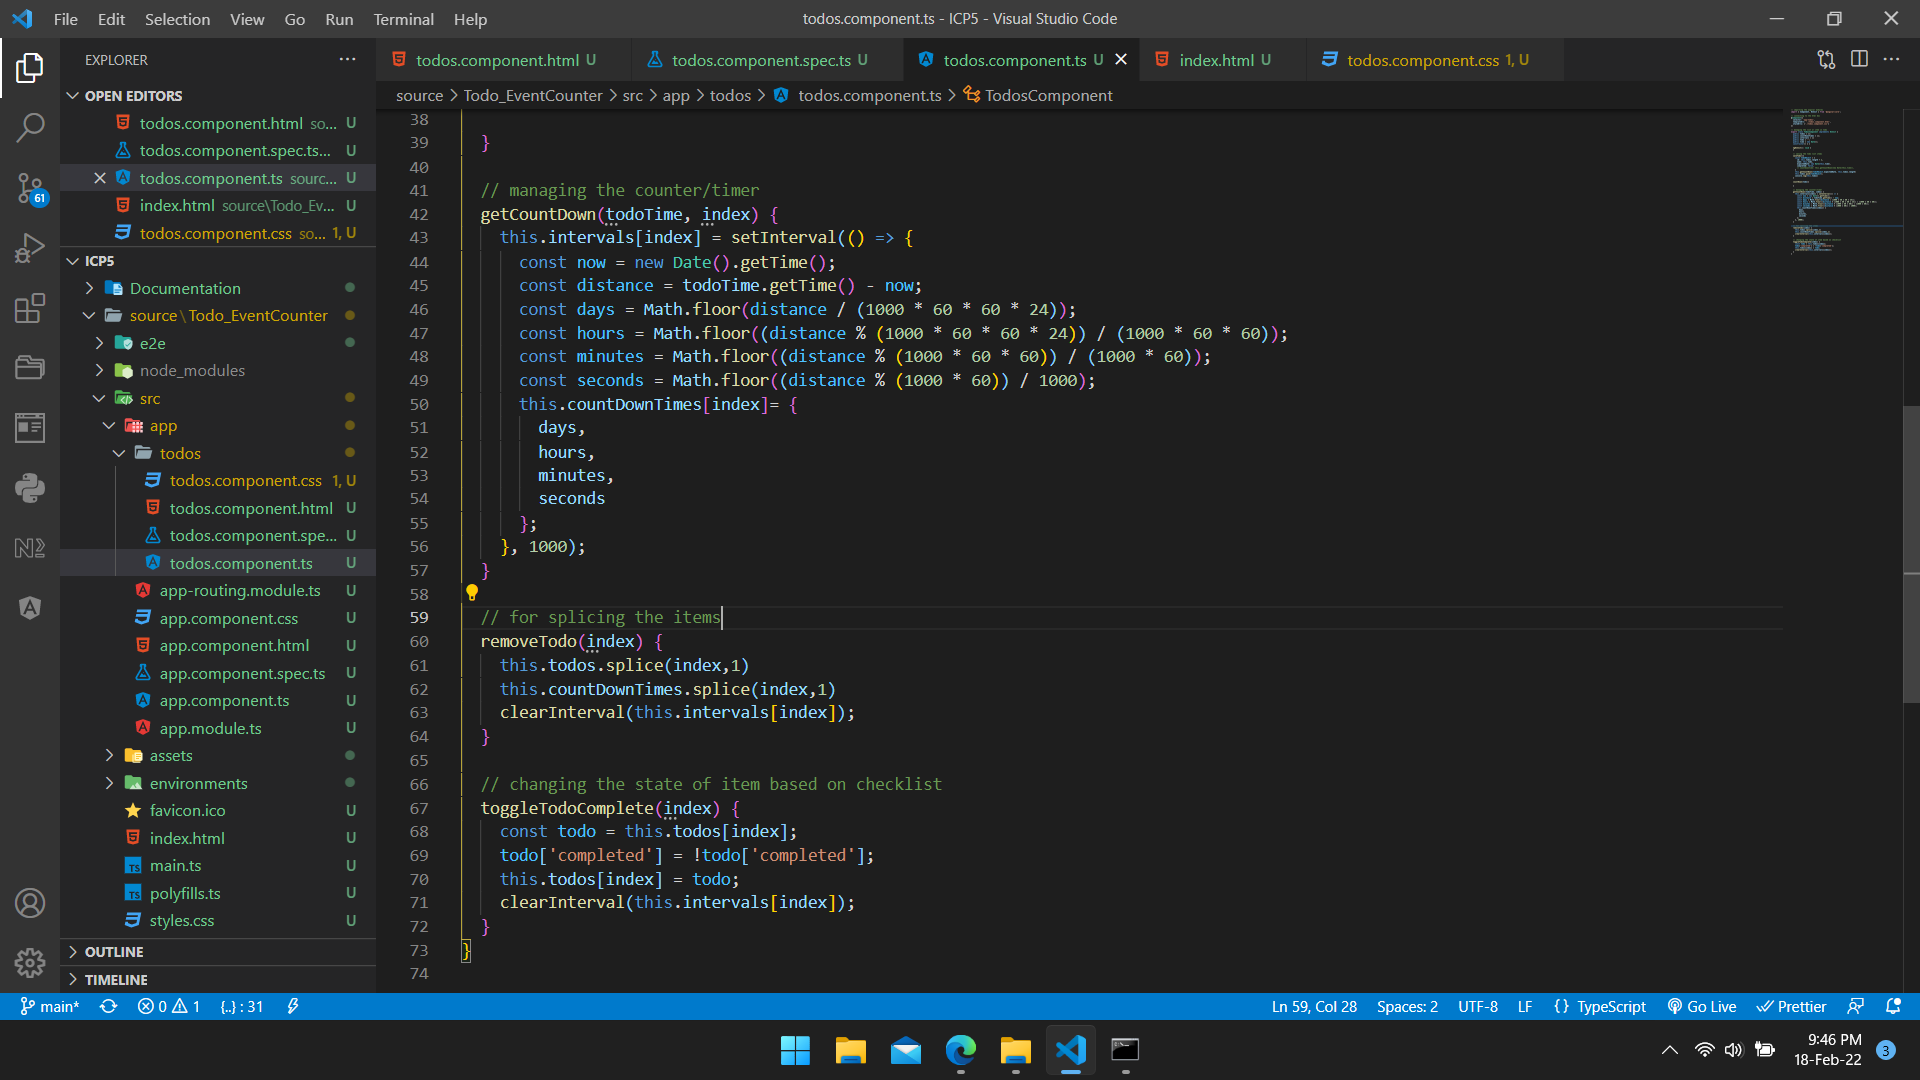 File Edit Selection View Go Run Terminal Help
todos.component.ts - ICP5 - Visual Studio Code
EXPLORER
OPEN EDITORS
todos.component.html so... U
todos.component.spec.ts...  U
todos.component.ts sourc... U
index.html source\Todo_Ev... U
todos.component.css so... 1, U
ICP5
Documentation
source\Todo_EventCounter
e2e
node_modules
src
app
todos
todos.component.css 1, U
todos.component.html U
todos.component.spe... U
todos.component.ts U
app-routing.module.ts U
app.component.css U
app.component.html U
app.component.spec.ts U
app.component.ts U
app.module.ts U
assets
environments
favicon.ico U
index.html U
main.ts U
polyfills.ts U
styles.css U
OUTLINE
TIMELINE
61
todos.component.html U todos.component.spec.ts U todos.component.ts U index.html U todos.component.css 1, U
source > Todo_EventCounter > src > app > todos > todos.component.ts > TodosComponent
38
39 }
40
41 // managing the counter/timer
42 getCountDown(todoTime, index) {
43 this.intervals[index] = setInterval(() => {
44 const now = new Date().getTime();
45 const distance = todoTime.getTime() - now;
46 const days = Math.floor(distance / (1000 * 60 * 60 * 24));
47 const hours = Math.floor((distance % (1000 * 60 * 60 * 24)) / (1000 * 60 * 60));
48 const minutes = Math.floor((distance % (1000 * 60 * 60)) / (1000 * 60));
49 const seconds = Math.floor((distance % (1000 * 60)) / 1000);
50 this.countDownTimes[index]= {
51 days,
52 hours,
53 minutes,
54 seconds
55 };
56 }, 1000);
57 }
58
59 // for splicing the items
60 removeTodo(index) {
61 this.todos.splice(index,1)
62 this.countDownTimes.splice(index,1)
63 clearInterval(this.intervals[index]);
64 }
65
66 // changing the state of item based on checklist
67 toggleTodoComplete(index) {
68 const todo = this.todos[index];
69 todo['completed'] = !todo['completed'];
70 this.todos[index] = todo;
71 clearInterval(this.intervals[index]);
72 }
73 }
74
main* 0 1 {..} : 31 Ln 59, Col 28 Spaces: 2 UTF-8 LF {} TypeScript Go Live Prettier
9:46 PM
18-Feb-22 3